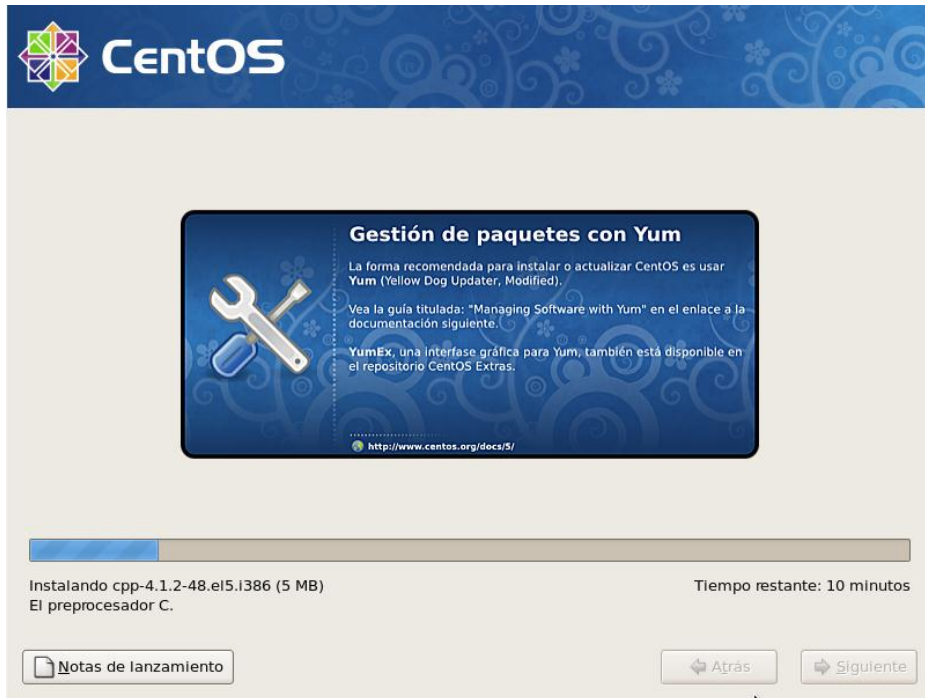 CentOS
Gestión de paquetes con Yum
La forma recomendada para instalar o actualizar CentOS es usar
Yum (Yellow Dog Updater, Modified).
Vea la guía titulada: "Managing Software with Yum" en el enlace a la
documentación siguiente.
YumEx, una interfase gráfica para Yum, también está disponible en
el repositorio CentOS Extras.
http://www.centos.org/docs/5/
Instalando cpp-4.1.2-48.el5.i386 (5 MB)
Tiempo restante: 10 minutos
El preprocesador C.
Notas de lanzamiento
Atrás
Siguiente